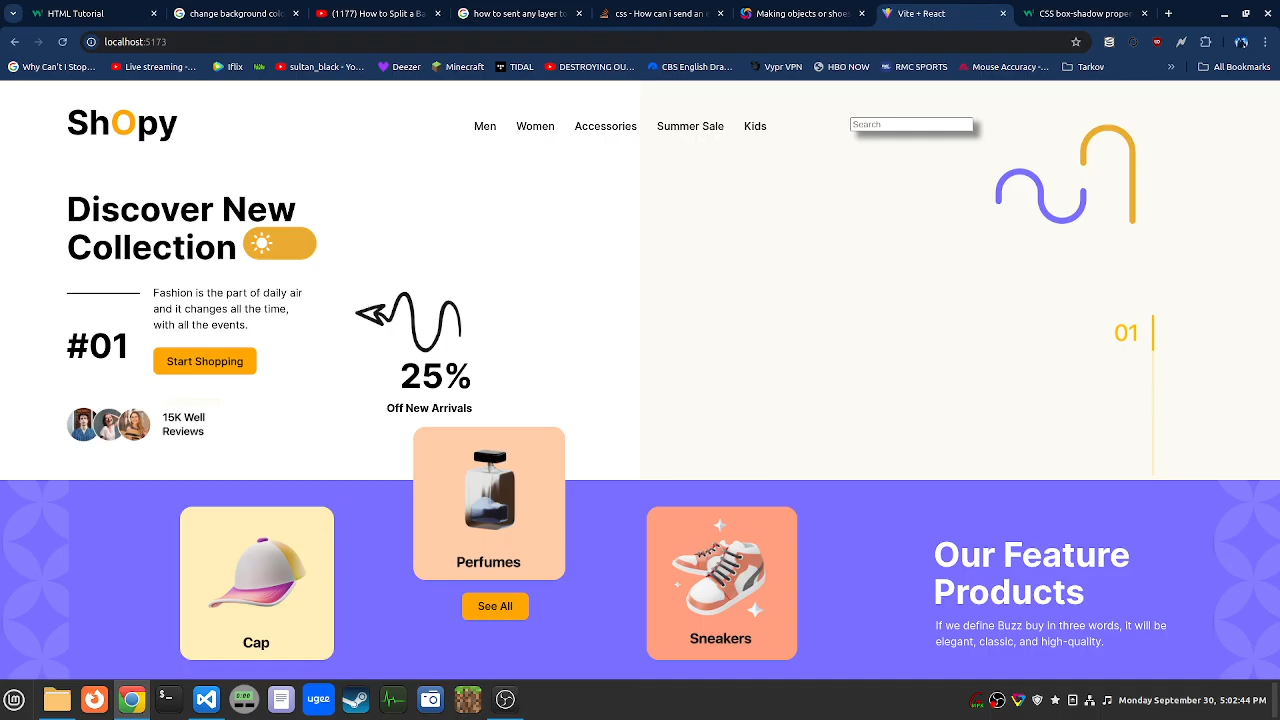 HTML Tutorial
change background colo
(1177) How to Split a Ba
how to sent any layer to
css - How can i send an
Making objects or shoes
Vite + React
CSS box-shadow proper
localhost:5173
Why Can't I Stop...
Live streaming -...
Iflix
sultan_black - Yo...
Deezer
Minecraft
TIDAL
DESTROYING OU...
CBS English Dra...
Vypr VPN
HBO NOW
RMC SPORTS
Mouse Accuracy -...
Tarkov
All Bookmarks
ShOpy
Men
Women
Accessories
Summer Sale
Kids
Search
Discover New
Collection
Fashion is the part of daily air
and it changes all the time,
with all the events.
#01
Start Shopping
25%
Off New Arrivals
01
15K Well
Reviews
Perfumes
See All
Cap
Sneakers
Our Feature
Products
If we define Buzz buy in three words, it will be
elegant, classic, and high-quality.
ugee
Monday September 30, 5:02:44 PM